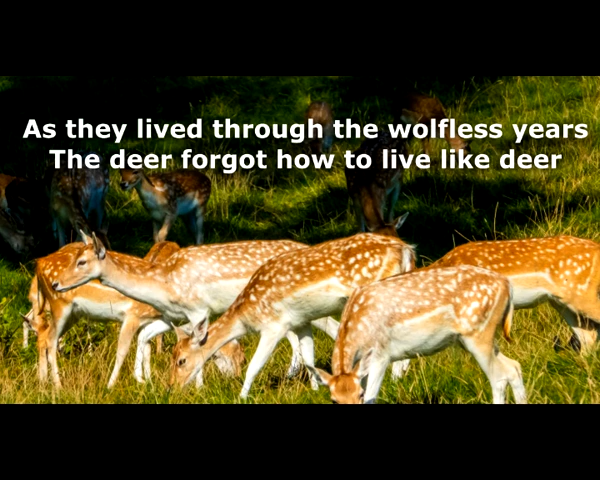 As they lived through the wolfless years
The deer forgot how to live like deer